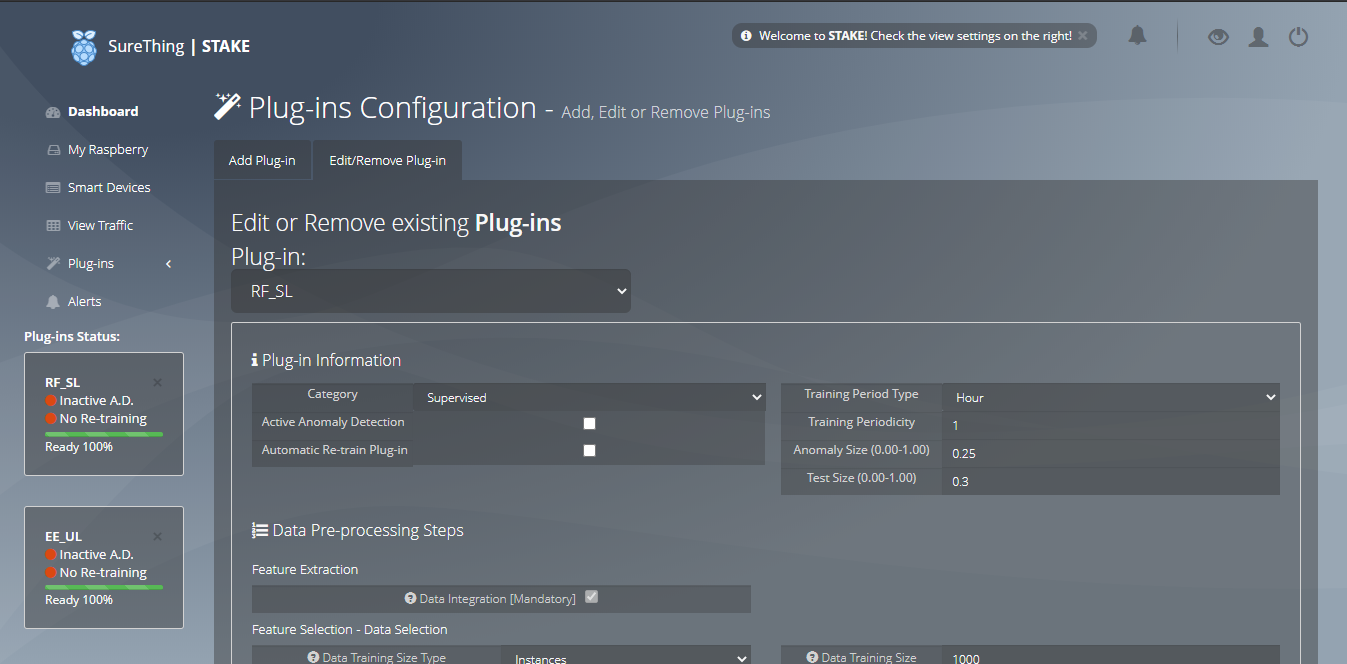 SureThing | STAKE
Welcome to STAKE! Check the view settings on the right! ×
Dashboard
My Raspberry
Smart Devices
View Traffic
Plug-ins
Alerts
Plug-ins Status:
RF_SL ×
Inactive A.D.
No Re-training
Ready 100%
EE_UL ×
Inactive A.D.
No Re-training
Ready 100%
Plug-ins Configuration - Add, Edit or Remove Plug-ins
Add Plug-in Edit/Remove Plug-in
Edit or Remove existing Plug-ins
Plug-in:
RF_SL
Plug-in Information
Category Supervised
Active Anomaly Detection
Automatic Re-train Plug-in
Training Period Type Hour
Training Periodicity 1
Anomaly Size (0.00-1.00) 0.25
Test Size (0.00-1.00) 0.3
Data Pre-processing Steps
Feature Extraction
Data Integration [Mandatory]
Feature Selection - Data Selection
Data Training Size Type Instances
Data Training Size 1000